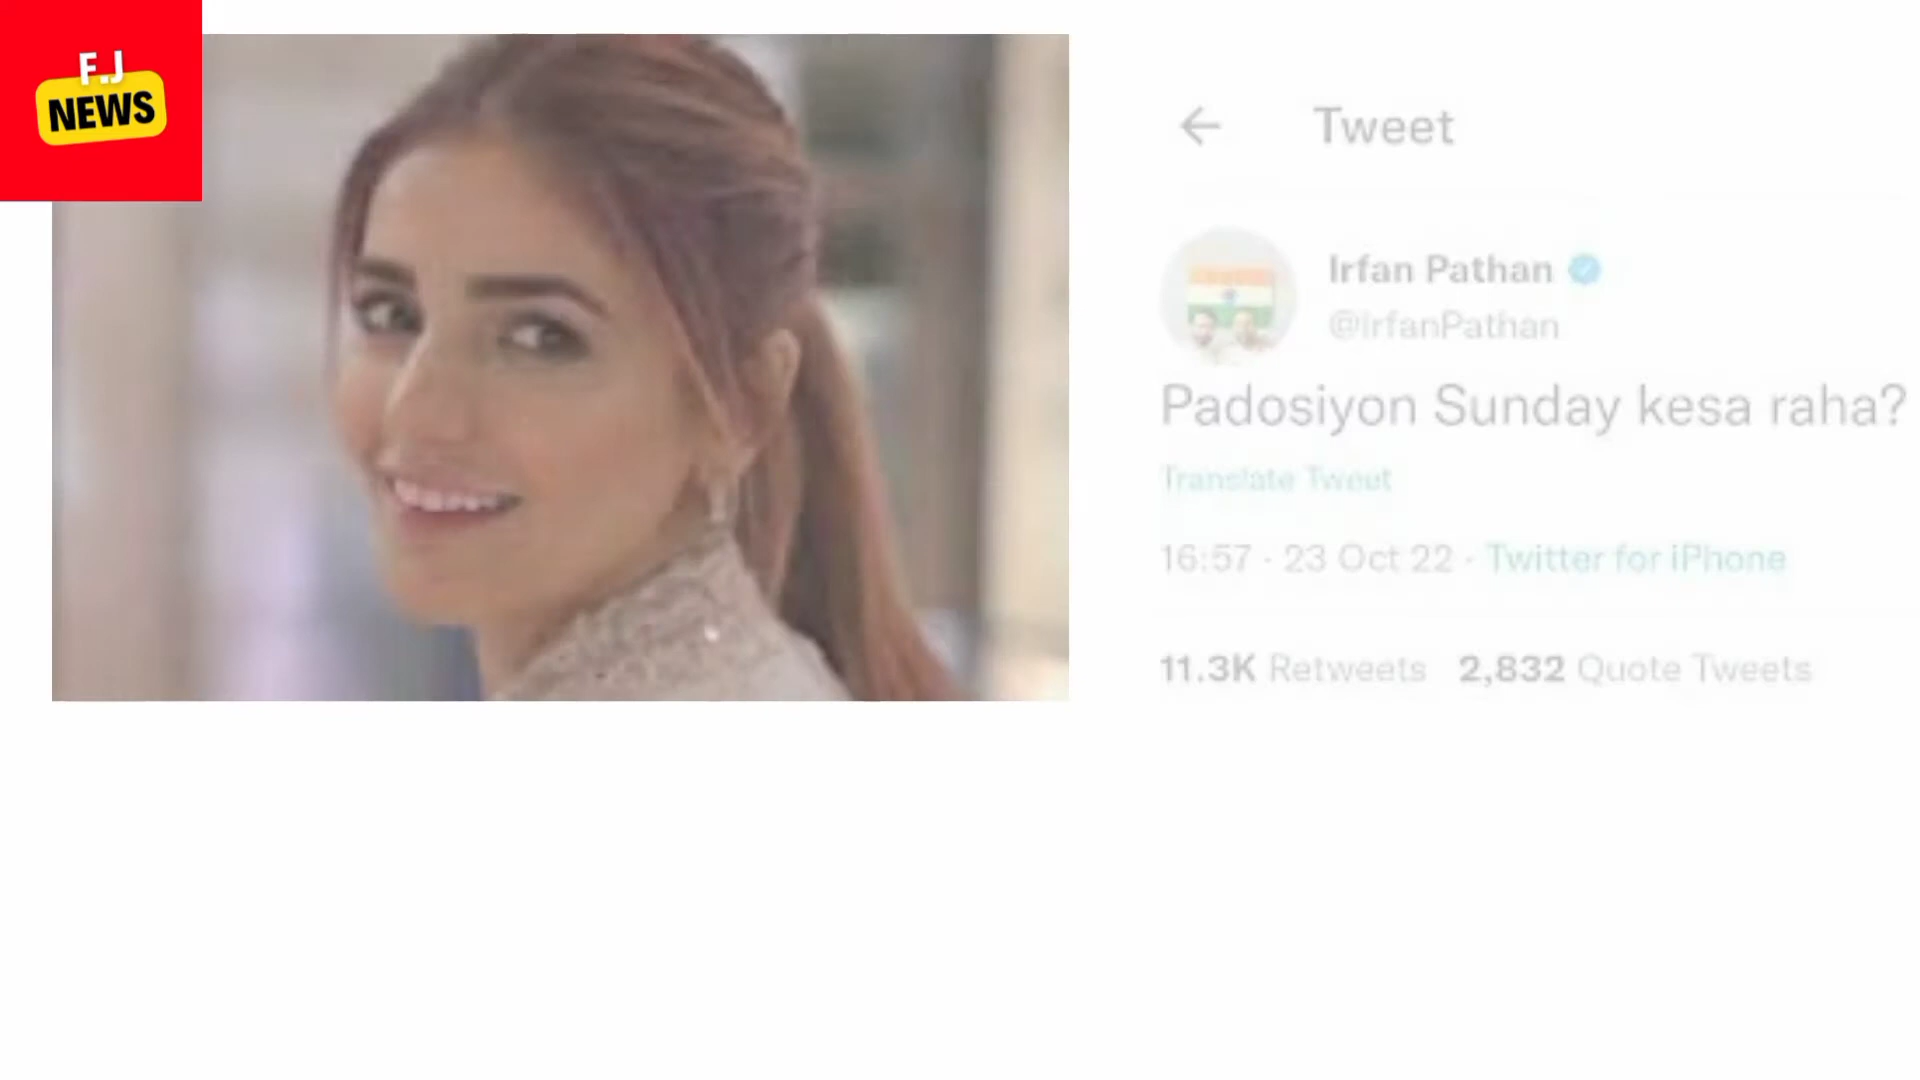 F.J
NEWS
Tweet
Irfan Pathan
@IrfanPathan
Padosiyon Sunday kesa raha?
Translate Tweet
16:57 · 23 Oct 22 · Twitter for iPhone
11.3K Retweets 2,832 Quote Tweets